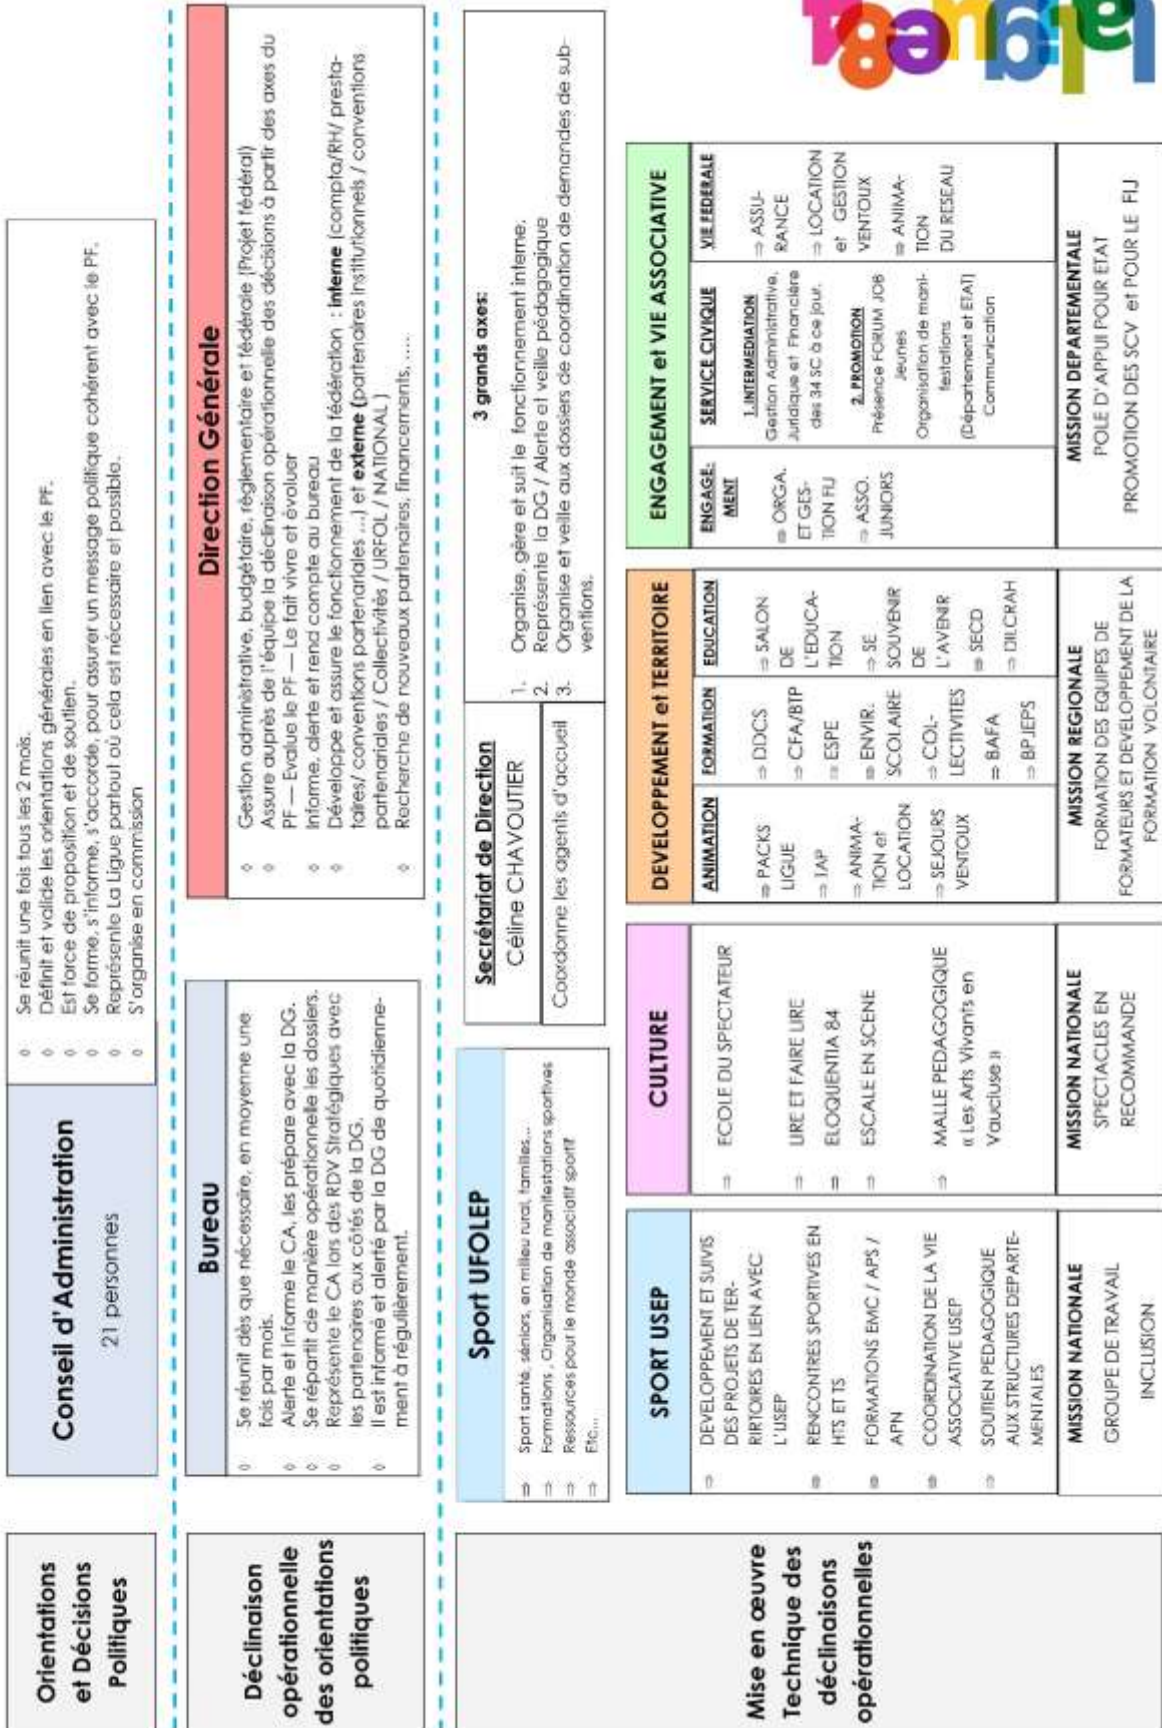 Orientations
et Décisions
Politiques
Conseil d'Administration
21 personnes
◊ Se réunit une fois tous les 2 mois.
◊ Définit et valide les orientations générales en lien avec le PF.
◊ Est force de proposition et de soutien.
◊ Se forme, s'informe, s'accorde, pour assurer un message politique cohérent avec le PF.
◊ Représente La Ligue partout où cela est nécessaire et possible.
◊ S'organise en commission
Déclinaison
opérationnelle
des orientations
politiques
Bureau
◊ Se réunit dès que nécessaire, en moyenne une
fois par mois.
◊ Alerte et informe le CA, les prépare avec la DG.
◊ Se répartit de manière opérationnelle les dossiers.
◊ Représente le CA lors des RDV Stratégiques avec
les partenaires aux côtés de la DG.
◊ Il est informé et alerté par la DG de quotidienne-
ment à régulièrement.
Direction Générale
◊ Gestion administrative, budgétaire, réglementaire et fédérale (Projet fédéral)
◊ Assure auprès de l'équipe la déclinaison opérationnelle des décisions à partir des axes du
PF — Evalue le PF — Le fait vivre et évoluer
◊ Informe, alerte et rend compte au bureau
◊ Développe et assure le fonctionnement de la fédération : interne (compta/RH/ presta-
taires/ conventions partenariales ...) et externe (partenaires institutionnels / conventions
partenariales / Collectivités / URFOL / NATIONAL )
◊ Recherche de nouveaux partenaires, financements, ....
Mise en œuvre
Technique des
déclinaisons
opérationnelles
Sport UFOLEP
⇒ Sport santé, séniors, en milieu rural, familles...
⇒ Formations , Organisation de manifestations sportives
⇒ Ressources pour le monde associatif sportif
⇒ Etc...
Secrétariat de Direction
Céline CHAVOUTIER
Coordonne les agents d'accueil
3 grands axes:
1. Organise, gère et suit le fonctionnement interne.
2. Représente la DG / Alerte et veille pédagogique
3. Organise et veille aux dossiers de coordination de demandes de sub-
ventions.
SPORT USEP
⇒ DEVELOPPEMENT ET SUIVIS
DES PROJETS DE TER-
RIRTOIRES EN LIEN AVEC
L'USEP
⇒ RENCONTRES SPORTIVES EN
HTS ET TS
⇒ FORMATIONS EMC / APS /
APN
⇒ COORDINATION DE LA VIE
ASSOCIATIVE USEP
⇒ SOUTIEN PEDAGOGIQUE
AUX STRUCTURES DEPARTE-
MENTALES
MISSION NATIONALE
GROUPE DE TRAVAIL
INCLUSION
CULTURE
⇒ ECOLE DU SPECTATEUR
⇒ LIRE ET FAIRE LIRE
⇒ ELOQUENTIA 84
⇒ ESCALE EN SCENE
⇒ MALLE PEDAGOGIQUE
« Les Arts Vivants en
Vaucluse »
MISSION NATIONALE
SPECTACLES EN
RECOMMANDE
DEVELOPPEMENT et TERRITOIRE
ANIMATION
⇒ PACKS
LIGUE
⇒ TAP
⇒ ANIMA-
TION et
LOCATION
⇒ SEJOURS
VENTOUX
FORMATION
⇒ DDCS
⇒ CFA/BTP
⇒ ESPE
⇒ ENVIR.
SCOLAIRE
⇒ COL-
LECTIVITES
⇒ BAFA
⇒ BPJEPS
EDUCATION
⇒ SALON
DE
L'EDUCA-
TION
⇒ SE
SOUVENIR
DE
L'AVENIR
⇒ SECD
⇒ DILCRAH
MISSION REGIONALE
FORMATION DES EQUIPES DE
FORMATEURS ET DEVELOPPEMENT DE LA
FORMATION VOLONTAIRE
ENGAGEMENT et VIE ASSOCIATIVE
ENGAGE-
MENT
⇒ ORGA.
ET GES-
TION FIJ
⇒ ASSO.
JUNIORS
SERVICE CIVIQUE
1. INTERMEDIATION
Gestion Administrative,
Juridique et Financière
des 34 SC à ce jour.
2. PROMOTION
Présence FORUM JOB
Jeunes
Organisation de mani-
festations
(Département et ETAT)
Communication
VIE FEDERALE
⇒ ASSU-
RANCE
⇒ LOCATION
et GESTION
VENTOUX
⇒ ANIMA-
TION
DU RESEAU
MISSION DEPARTEMENTALE
POLE D'APPUI POUR ETAT
PROMOTION DES SCV et POUR LE FIJ
la ligue 84